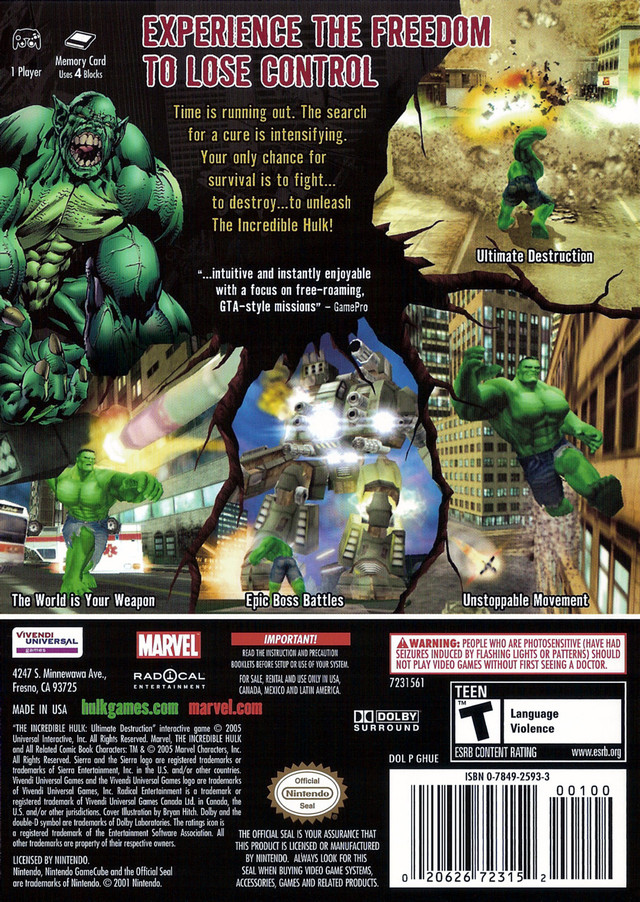 EXPERIENCE THE FREEDOM
TO LOSE CONTROL
1 Player
Memory Card
Uses 4 Blocks
Time is running out. The search
for a cure is intensifying.
Your only chance for
survival is to fight...
to destroy...to unleash
The Incredible Hulk!
"...intuitive and instantly enjoyable
with a focus on free-roaming,
GTA-style missions" – GamePro
Ultimate Destruction
The World is Your Weapon
Epic Boss Battles
Unstoppable Movement
VIVENDI
UNIVERSAL
games
4247 S. Minnewawa Ave.,
Fresno, CA 93725
MADE IN USA
MARVEL
RADICAL
ENTERTAINMENT
hulkgames.com marvel.com
"THE INCREDIBLE HULK: Ultimate Destruction" interactive game © 2005
Universal Interactive, Inc. All Rights Reserved. Marvel, THE INCREDIBLE HULK
and All Related Comic Book Characters: TM & © 2005 Marvel Characters, Inc.
All Rights Reserved. Sierra and the Sierra logo are registered trademarks or
trademarks of Sierra Entertainment, Inc. in the U.S. and/or other countries.
Vivendi Universal Games and the Vivendi Universal Games logo are trademarks
of Vivendi Universal Games, Inc. Radical Entertainment is a trademark or
registered trademark of Vivendi Universal Games Canada Ltd. in Canada, the
U.S. and/or other jurisdictions. Cover Illustration by Bryan Hitch. Dolby and the
double-D symbol are trademarks of Dolby Laboratories. The ratings icon is
a registered trademark of the Entertainment Software Association. All
other trademarks are property of their respective owners.
LICENSED BY NINTENDO.
Nintendo, Nintendo GameCube and the Official Seal
are trademarks of Nintendo. © 2001 Nintendo.
IMPORTANT!
READ THE INSTRUCTION AND PRECAUTION
BOOKLETS BEFORE SETUP OR USE OF YOUR SYSTEM.
FOR SALE, RENTAL AND USE ONLY IN USA,
CANADA, MEXICO AND LATIN AMERICA.
DOLBY
SURROUND
Official
Nintendo
Seal
THE OFFICIAL SEAL IS YOUR ASSURANCE THAT
THIS PRODUCT IS LICENSED OR MANUFACTURED
BY NINTENDO. ALWAYS LOOK FOR THIS
SEAL WHEN BUYING VIDEO GAME SYSTEMS,
ACCESSORIES, GAMES AND RELATED PRODUCTS.
WARNING: PEOPLE WHO ARE PHOTOSENSITIVE (HAVE HAD
SEIZURES INDUCED BY FLASHING LIGHTS OR PATTERNS) SHOULD
NOT PLAY VIDEO GAMES WITHOUT FIRST SEEING A DOCTOR.
7231561
TEEN
T
TM
Language
Violence
ESRB CONTENT RATING www.esrb.org
DOL P GHUE
ISBN 0-7849-2593-3
00100
0 20626 72315 2